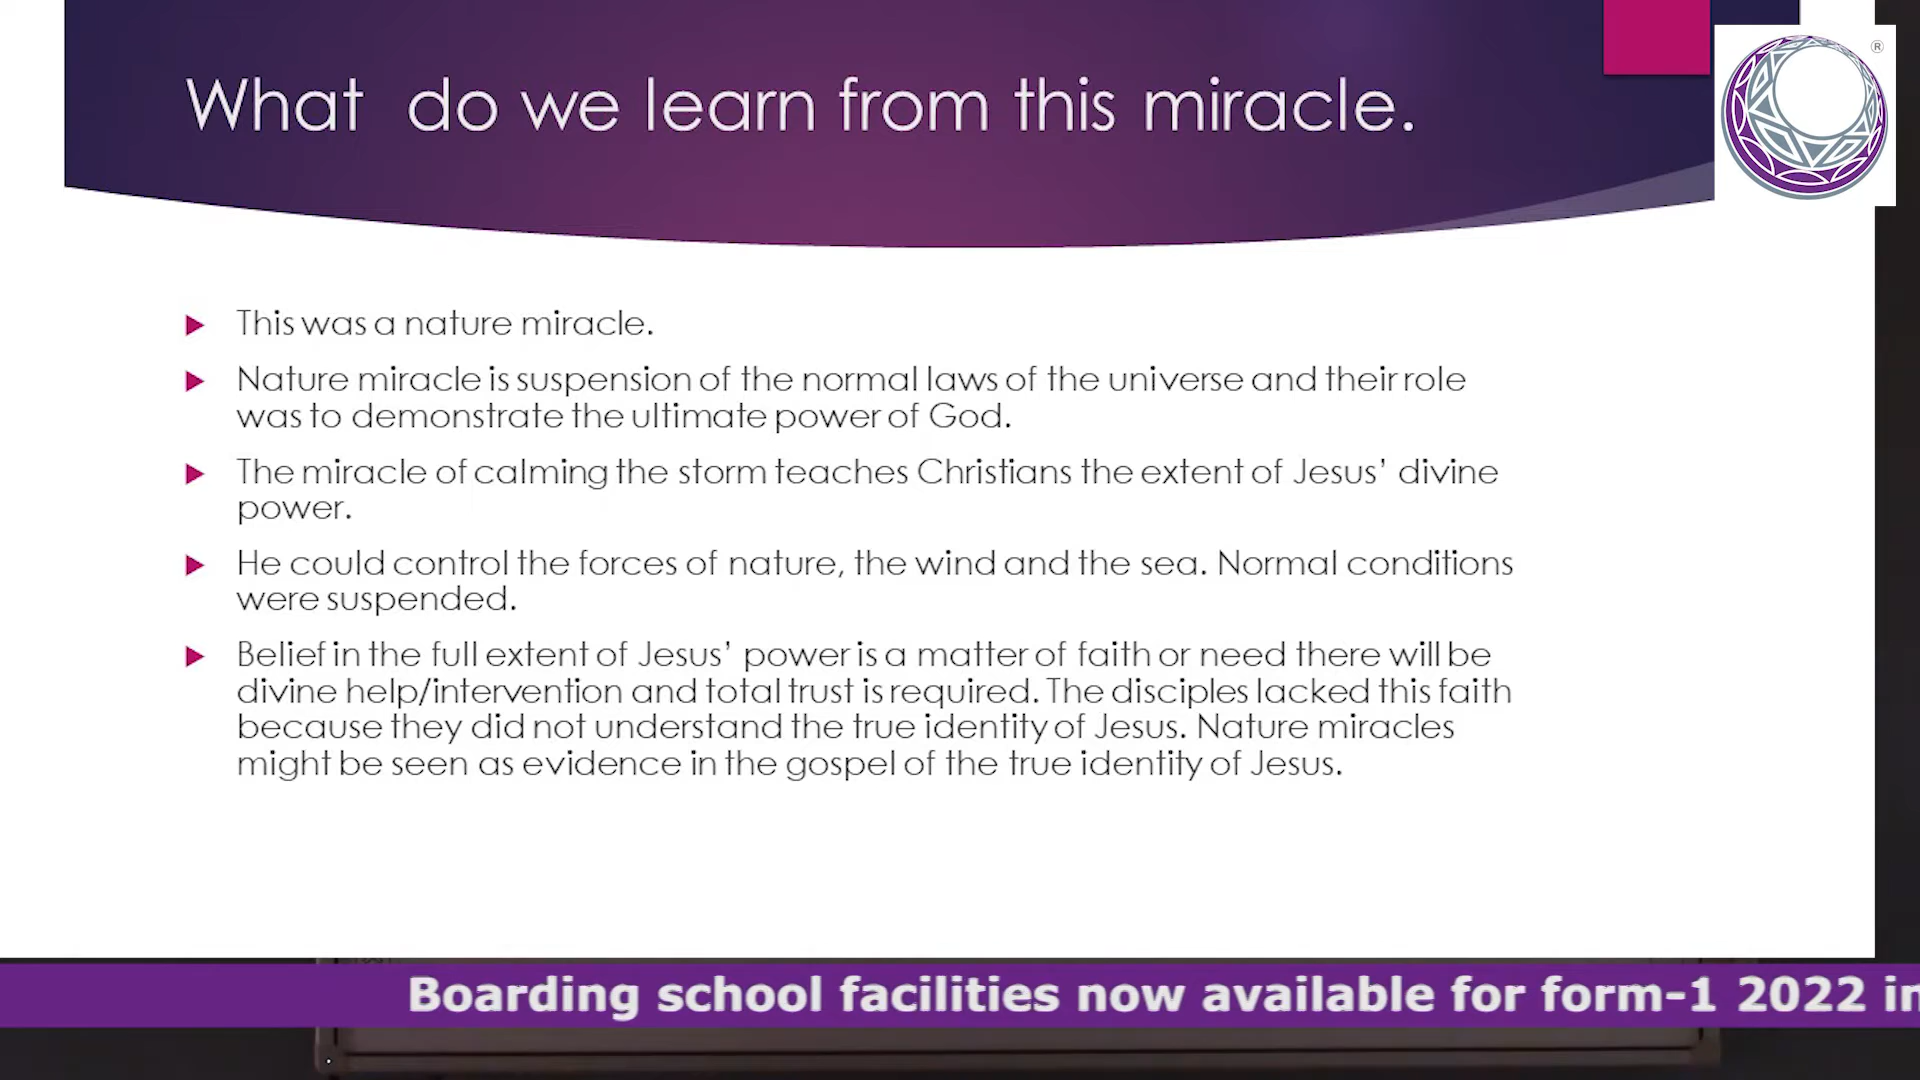 What do we learn from this miracle.
®
This was a nature miracle.
Nature miracle is suspension of the normal laws of the universe and their role
was to demonstrate the ultimate power of God.
The miracle of calming the storm teaches Christians the extent of Jesus’ divine
power.
He could control the forces of nature, the wind and the sea. Normal conditions
were suspended.
Belief in the full extent of Jesus’ power is a matter of faith or need there will be
divine help/intervention and total trust is required. The disciples lacked this faith
because they did not understand the true identity of Jesus. Nature miracles
might be seen as evidence in the gospel of the true identity of Jesus.
Boarding school facilities now available for form-1 2022 in